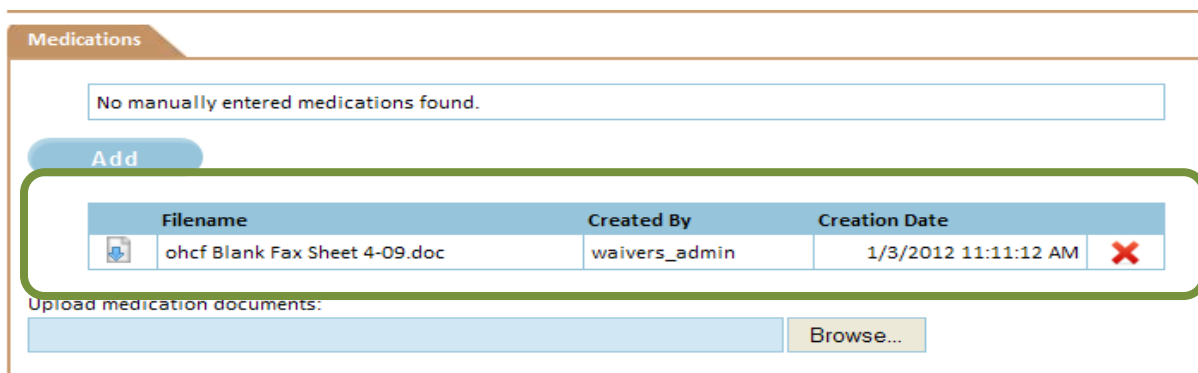 Medications
No manually entered medications found.
Add
Filename Created By Creation Date
ohcf Blank Fax Sheet 4-09.doc waivers_admin 1/3/2012 11:11:12 AM
Upload medication documents:
Browse...